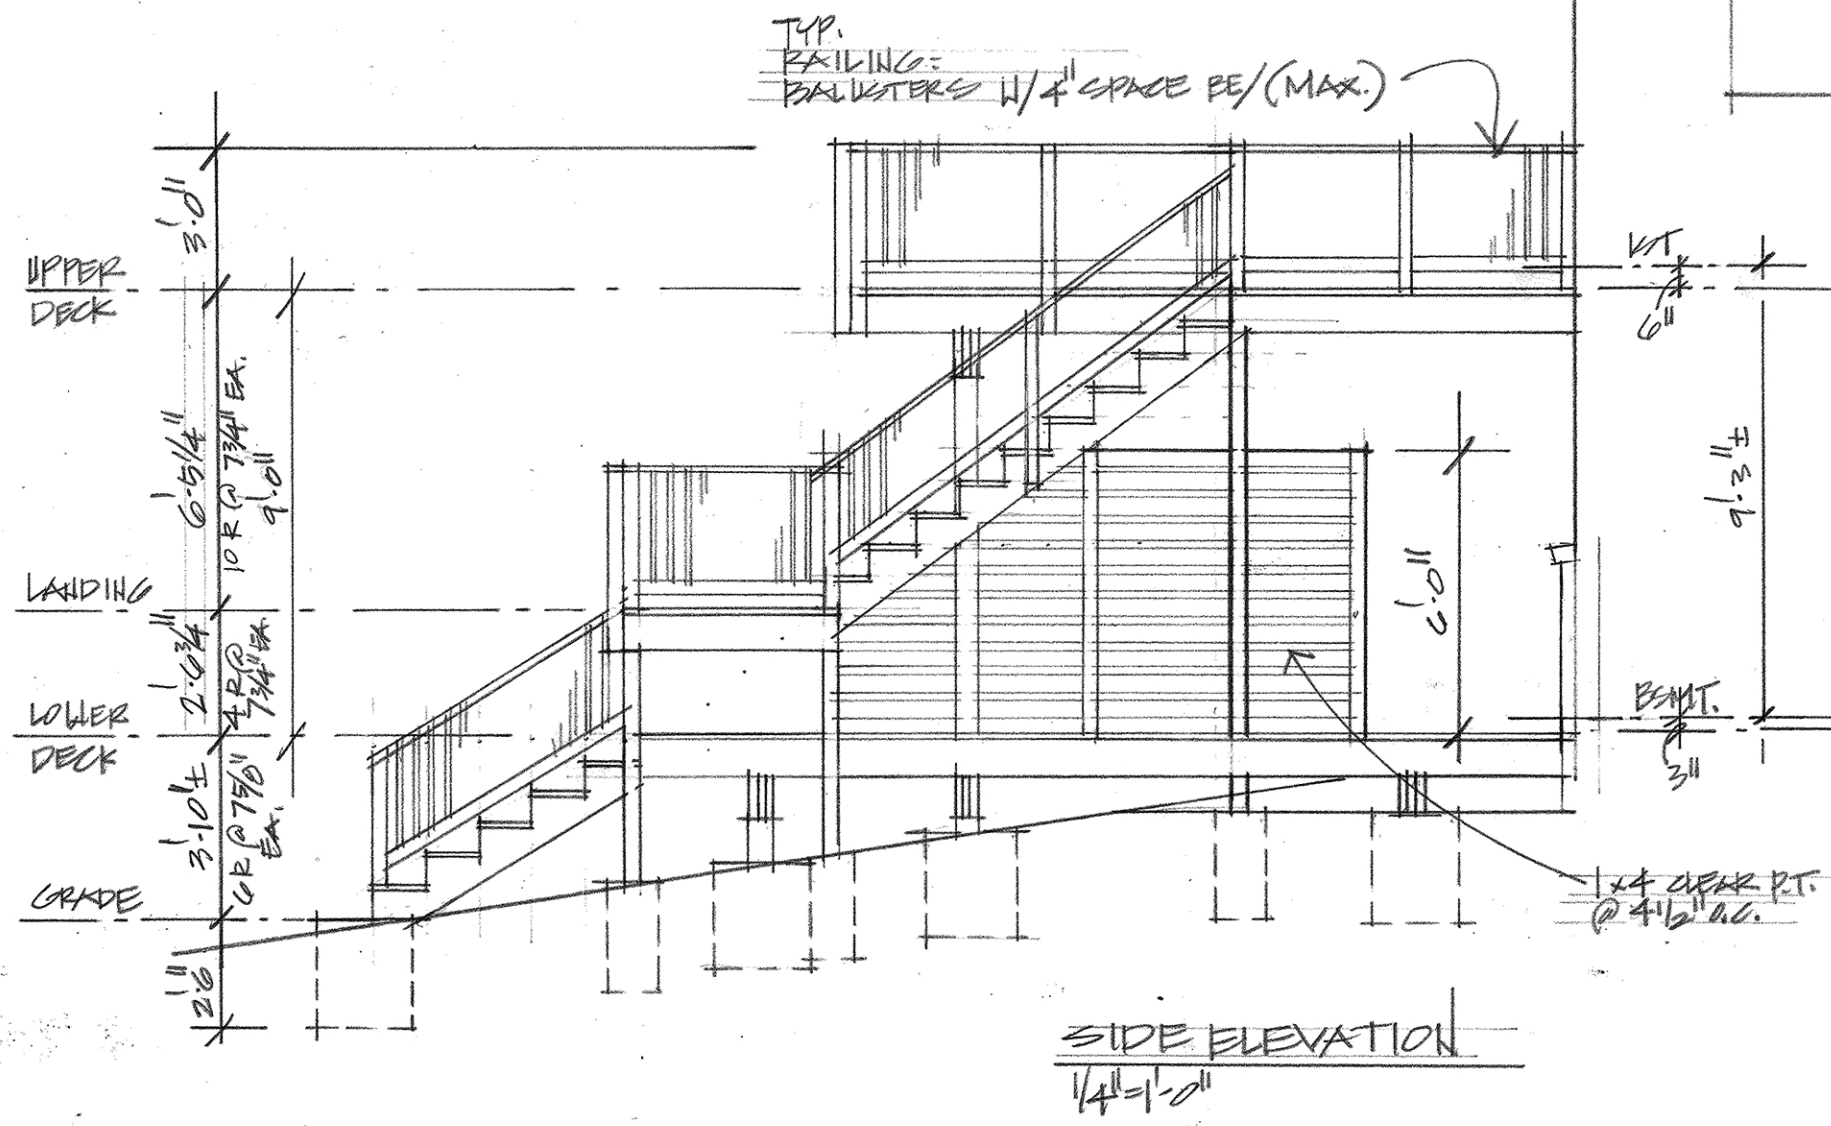 TYP.
RAILING=
BALUSTERS W/4" SPACE BE/(MAX.)
3'-0"
UPPER
DECK
6'-5 1/4"
10 R @ 7 3/4" EA.
9'-0"
LANDING
2'-6 3/4"
4 R @
7 3/4" EA.
LOWER
DECK
3'-10"±
6 R @ 7 5/8"
EA.
GRADE
2'-6"
KIT
6"
9'-3"±
6'-0"
BSMT.
3"
1x4 CLEAR P.T.
@ 4 1/2" O.C.
SIDE ELEVATION
1/4"=1'-0"